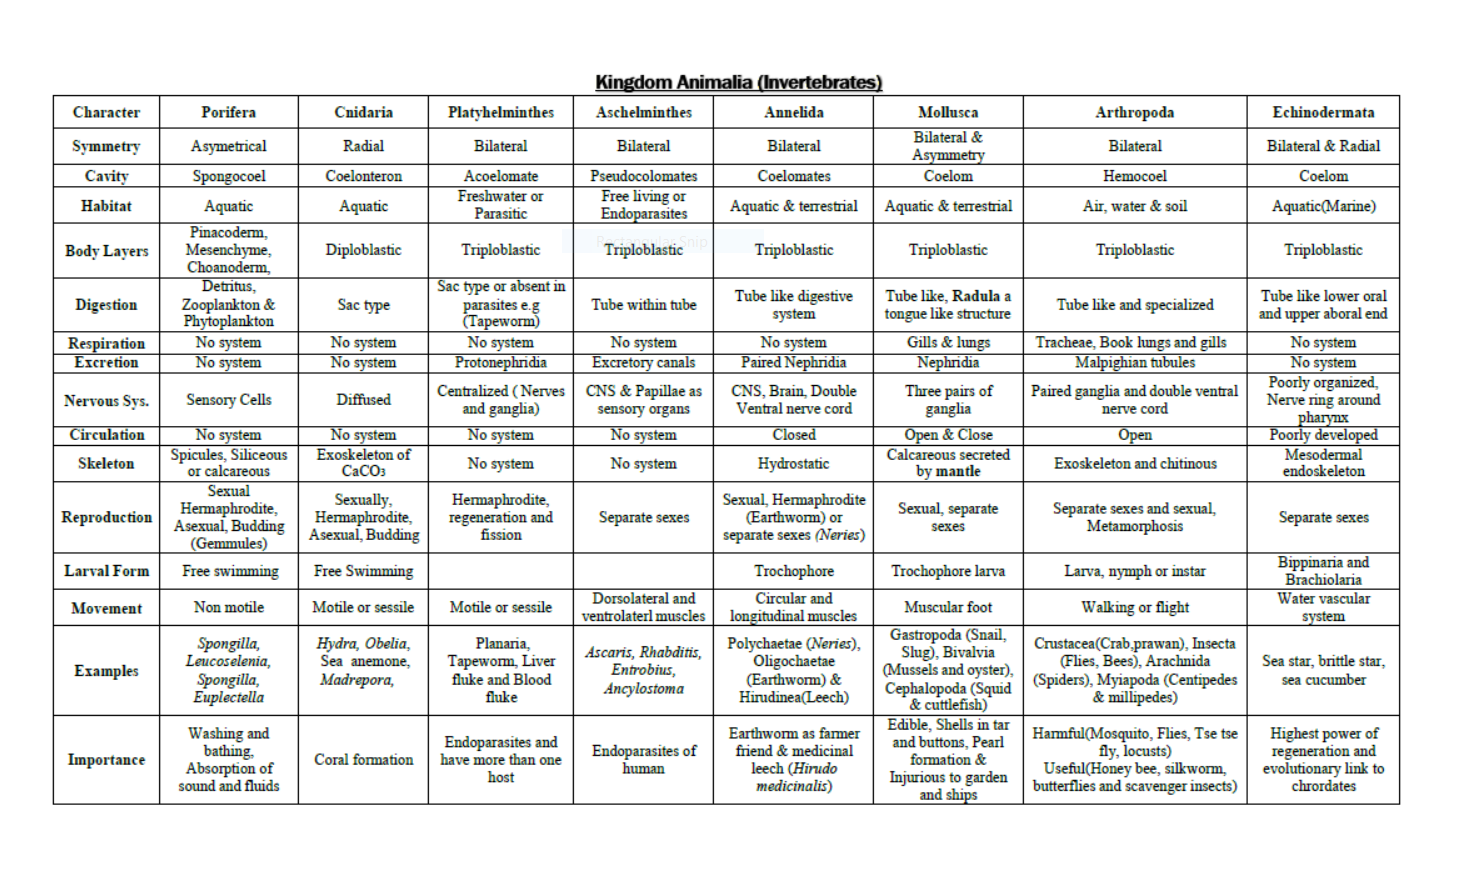 Kingdom Animalia (Invertebrates)
Character Porifera Cnidaria Platyhelminthes Aschelminthes Annelida Mollusca Arthropoda Echinodermata
Symmetry Asymetrical Radial Bilateral Bilateral Bilateral Bilateral & Asymmetry Bilateral Bilateral & Radial
Cavity Spongocoel Coelonteron Acoelomate Pseudocolomates Coelomates Coelom Hemocoel Coelom
Habitat Aquatic Aquatic Freshwater or Parasitic Free living or Endoparasites Aquatic & terrestrial Aquatic & terrestrial Air, water & soil Aquatic(Marine)
Body Layers Pinacoderm, Mesenchyme, Choanoderm, Diploblastic Triploblastic Triploblastic Triploblastic Triploblastic Triploblastic Triploblastic
Rectangular Snip
Digestion Detritus, Zooplankton & Phytoplankton Sac type Sac type or absent in parasites e.g (Tapeworm) Tube within tube Tube like digestive system Tube like, Radula a tongue like structure Tube like and specialized Tube like lower oral and upper aboral end
Respiration No system No system No system No system No system Gills & lungs Tracheae, Book lungs and gills No system
Excretion No system No system Protonephridia Excretory canals Paired Nephridia Nephridia Malpighian tubules No system
Nervous Sys. Sensory Cells Diffused Centralized ( Nerves and ganglia) CNS & Papillae as sensory organs CNS, Brain, Double Ventral nerve cord Three pairs of ganglia Paired ganglia and double ventral nerve cord Poorly organized, Nerve ring around pharynx
Circulation No system No system No system No system Closed Open & Close Open Poorly developed
Skeleton Spicules, Siliceous or calcareous Exoskeleton of CaCO3 No system No system Hydrostatic Calcareous secreted by mantle Exoskeleton and chitinous Mesodermal endoskeleton
Reproduction Sexual Hermaphrodite, Asexual, Budding (Gemmules) Sexually, Hermaphrodite, Asexual, Budding Hermaphrodite, regeneration and fission Separate sexes Sexual, Hermaphrodite (Earthworm) or separate sexes (Neries) Sexual, separate sexes Separate sexes and sexual, Metamorphosis Separate sexes
Larval Form Free swimming Free Swimming Trochophore Trochophore larva Larva, nymph or instar Bippinaria and Brachiolaria
Movement Non motile Motile or sessile Motile or sessile Dorsolateral and ventrolaterl muscles Circular and longitudinal muscles Muscular foot Walking or flight Water vascular system
Examples Spongilla, Leucoselenia, Spongilla, Euplectella Hydra, Obelia, Sea anemone, Madrepora, Planaria, Tapeworm, Liver fluke and Blood fluke Ascaris, Rhabditis, Entrobius, Ancylostoma Polychaetae (Neries), Oligochaetae (Earthworm) & Hirudinea(Leech) Gastropoda (Snail, Slug), Bivalvia (Mussels and oyster), Cephalopoda (Squid & cuttlefish) Crustacea(Crab,prawan), Insecta (Flies, Bees), Arachnida (Spiders), Myiapoda (Centipedes & millipedes) Sea star, brittle star, sea cucumber
Importance Washing and bathing, Absorption of sound and fluids Coral formation Endoparasites and have more than one host Endoparasites of human Earthworm as farmer friend & medicinal leech (Hirudo medicinalis) Edible, Shells in tar and buttons, Pearl formation & Injurious to garden and ships Harmful(Mosquito, Flies, Tse tse fly, locusts) Useful(Honey bee, silkworm, butterflies and scavenger insects) Highest power of regeneration and evolutionary link to chrordates